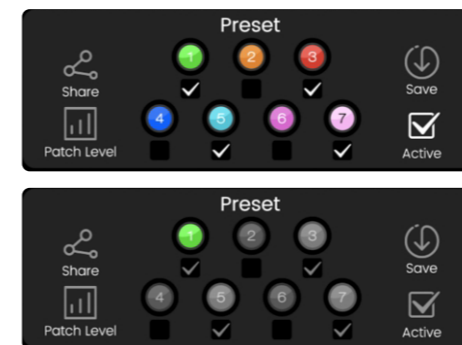 Preset
1 2 3
Share
Save
4 5 6 7
Patch Level
Active
Preset
1 2 3
Share
Save
4 5 6 7
Patch Level
Active